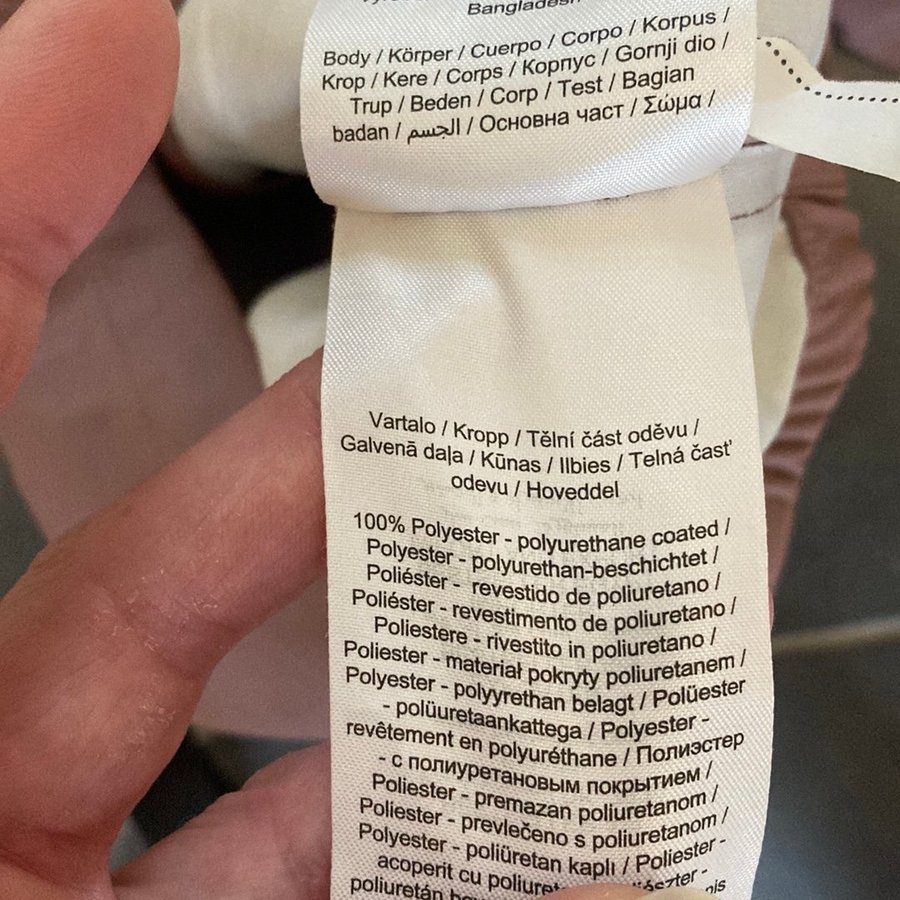 Bangladesh
Body / Körper / Cuerpo / Corpo / Korpus /
Krop / Kere / Corps / Корпус / Gornji dio /
Trup / Beden / Corp / Test / Bagian
badan / الجسم / Основна част / Σώμα /
Vartalo / Kropp / Tělní část oděvu /
Galvenā daļa / Kūnas / Ilbies / Telná časť
odevu / Hoveddel
100% Polyester - polyurethane coated /
Polyester - polyurethan-beschichtet /
Poliéster - revestido de poliuretano /
Poliéster - revestimento de poliuretano /
Poliestere - rivestito in poliuretano /
Poliester - materiał pokryty poliuretanem /
Polyester - polyyrethan belagt / Polüester
- polüuretaankattega / Polyester -
revêtement en polyuréthane / Полиэстер
- с полиуретановым покрытием /
Poliester - premazan poliuretanom /
Poliester - prevlečeno s poliuretanom /
Polyester - poliüretan kaplı / Poliester -
acoperit cu
poliuretán